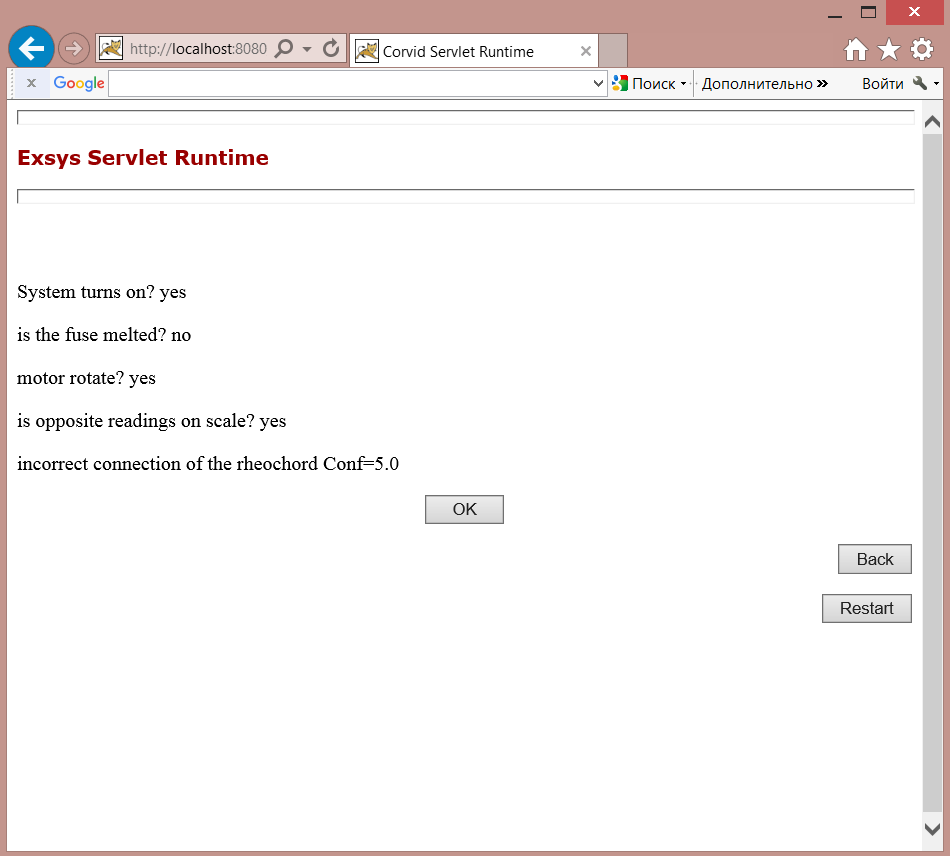 http://localhost:8080
Corvid Servlet Runtime
x Google
Поиск
Дополнительно »
Войти
Exsys Servlet Runtime
System turns on? yes
is the fuse melted? no
motor rotate? yes
is opposite readings on scale? yes
incorrect connection of the rheochord Conf=5.0
OK
Back
Restart